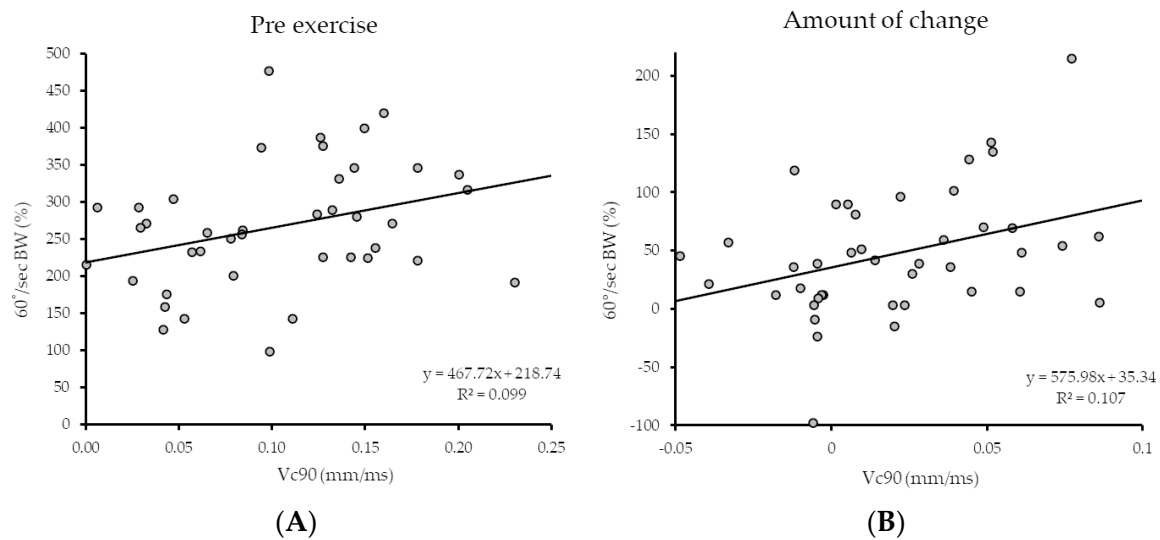 Pre exercise
500
450
400
350
300
250
200
150
100
50
0
60°/sec BW (%)
0.00 0.05 0.10 0.15 0.20 0.25
Vc90 (mm/ms)
y = 467.72x + 218.74
R² = 0.099
(A)
Amount of change
200
150
100
50
0
-50
-100
60°/sec BW (%)
-0.05 0 0.05 0.1
Vc90 (mm/ms)
y = 575.98x + 35.34
R² = 0.107
(B)